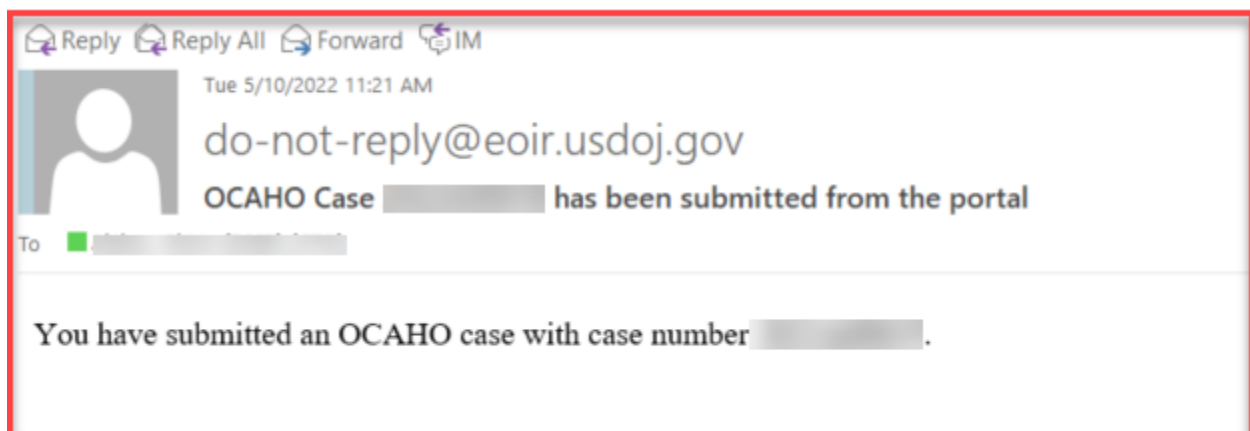 Reply Reply All Forward IM
Tue 5/10/2022 11:21 AM
do-not-reply@eoir.usdoj.gov
OCAHO Case has been submitted from the portal
To
You have submitted an OCAHO case with case number .